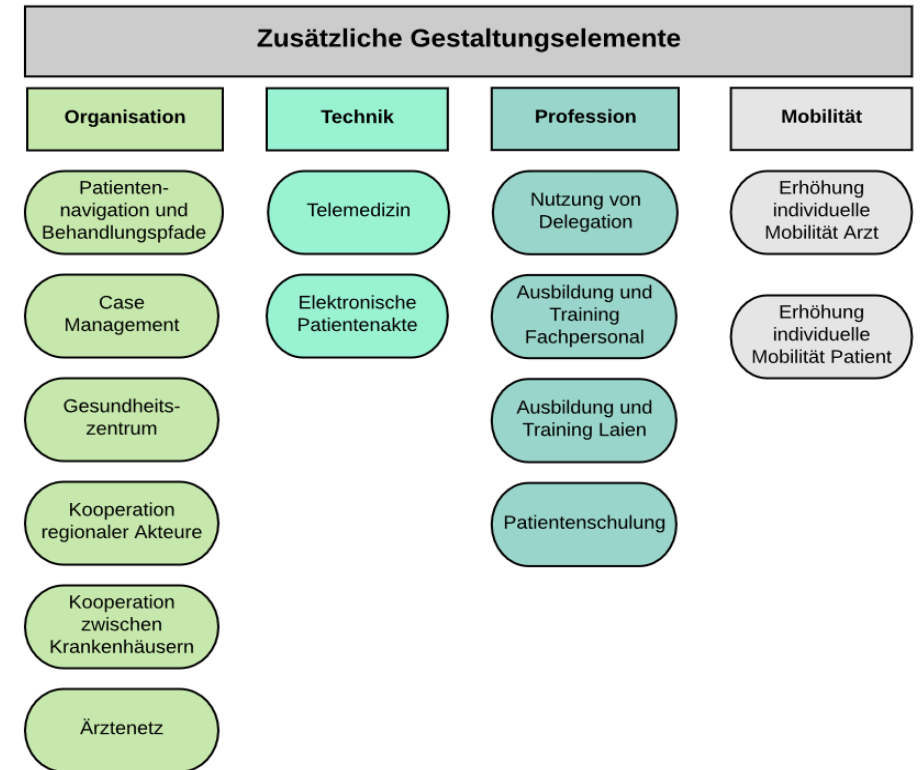 Zusätzliche Gestaltungselemente
Organisation
Patienten-
navigation und
Behandlungspfade
Case
Management
Gesundheits-
zentrum
Kooperation
regionaler Akteure
Kooperation
zwischen
Krankenhäusern
Ärztenetz
Technik
Telemedizin
Elektronische
Patientenakte
Profession
Nutzung von
Delegation
Ausbildung und
Training
Fachpersonal
Ausbildung und
Training Laien
Patientenschulung
Mobilität
Erhöhung
individuelle
Mobilität Arzt
Erhöhung
individuelle
Mobilität Patient